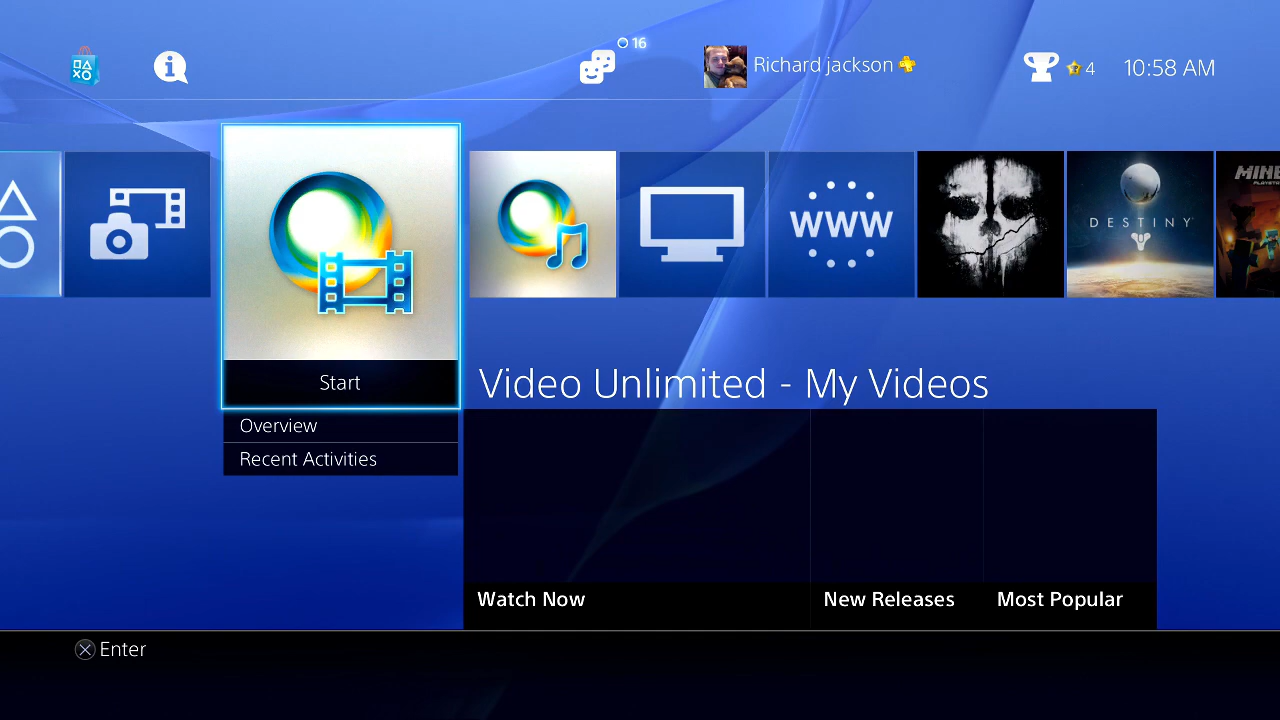 16
Richard jackson
4
10:58 AM
WWW
DESTINY
Start
Video Unlimited - My Videos
Overview
Recent Activities
Watch Now
New Releases
Most Popular
Enter